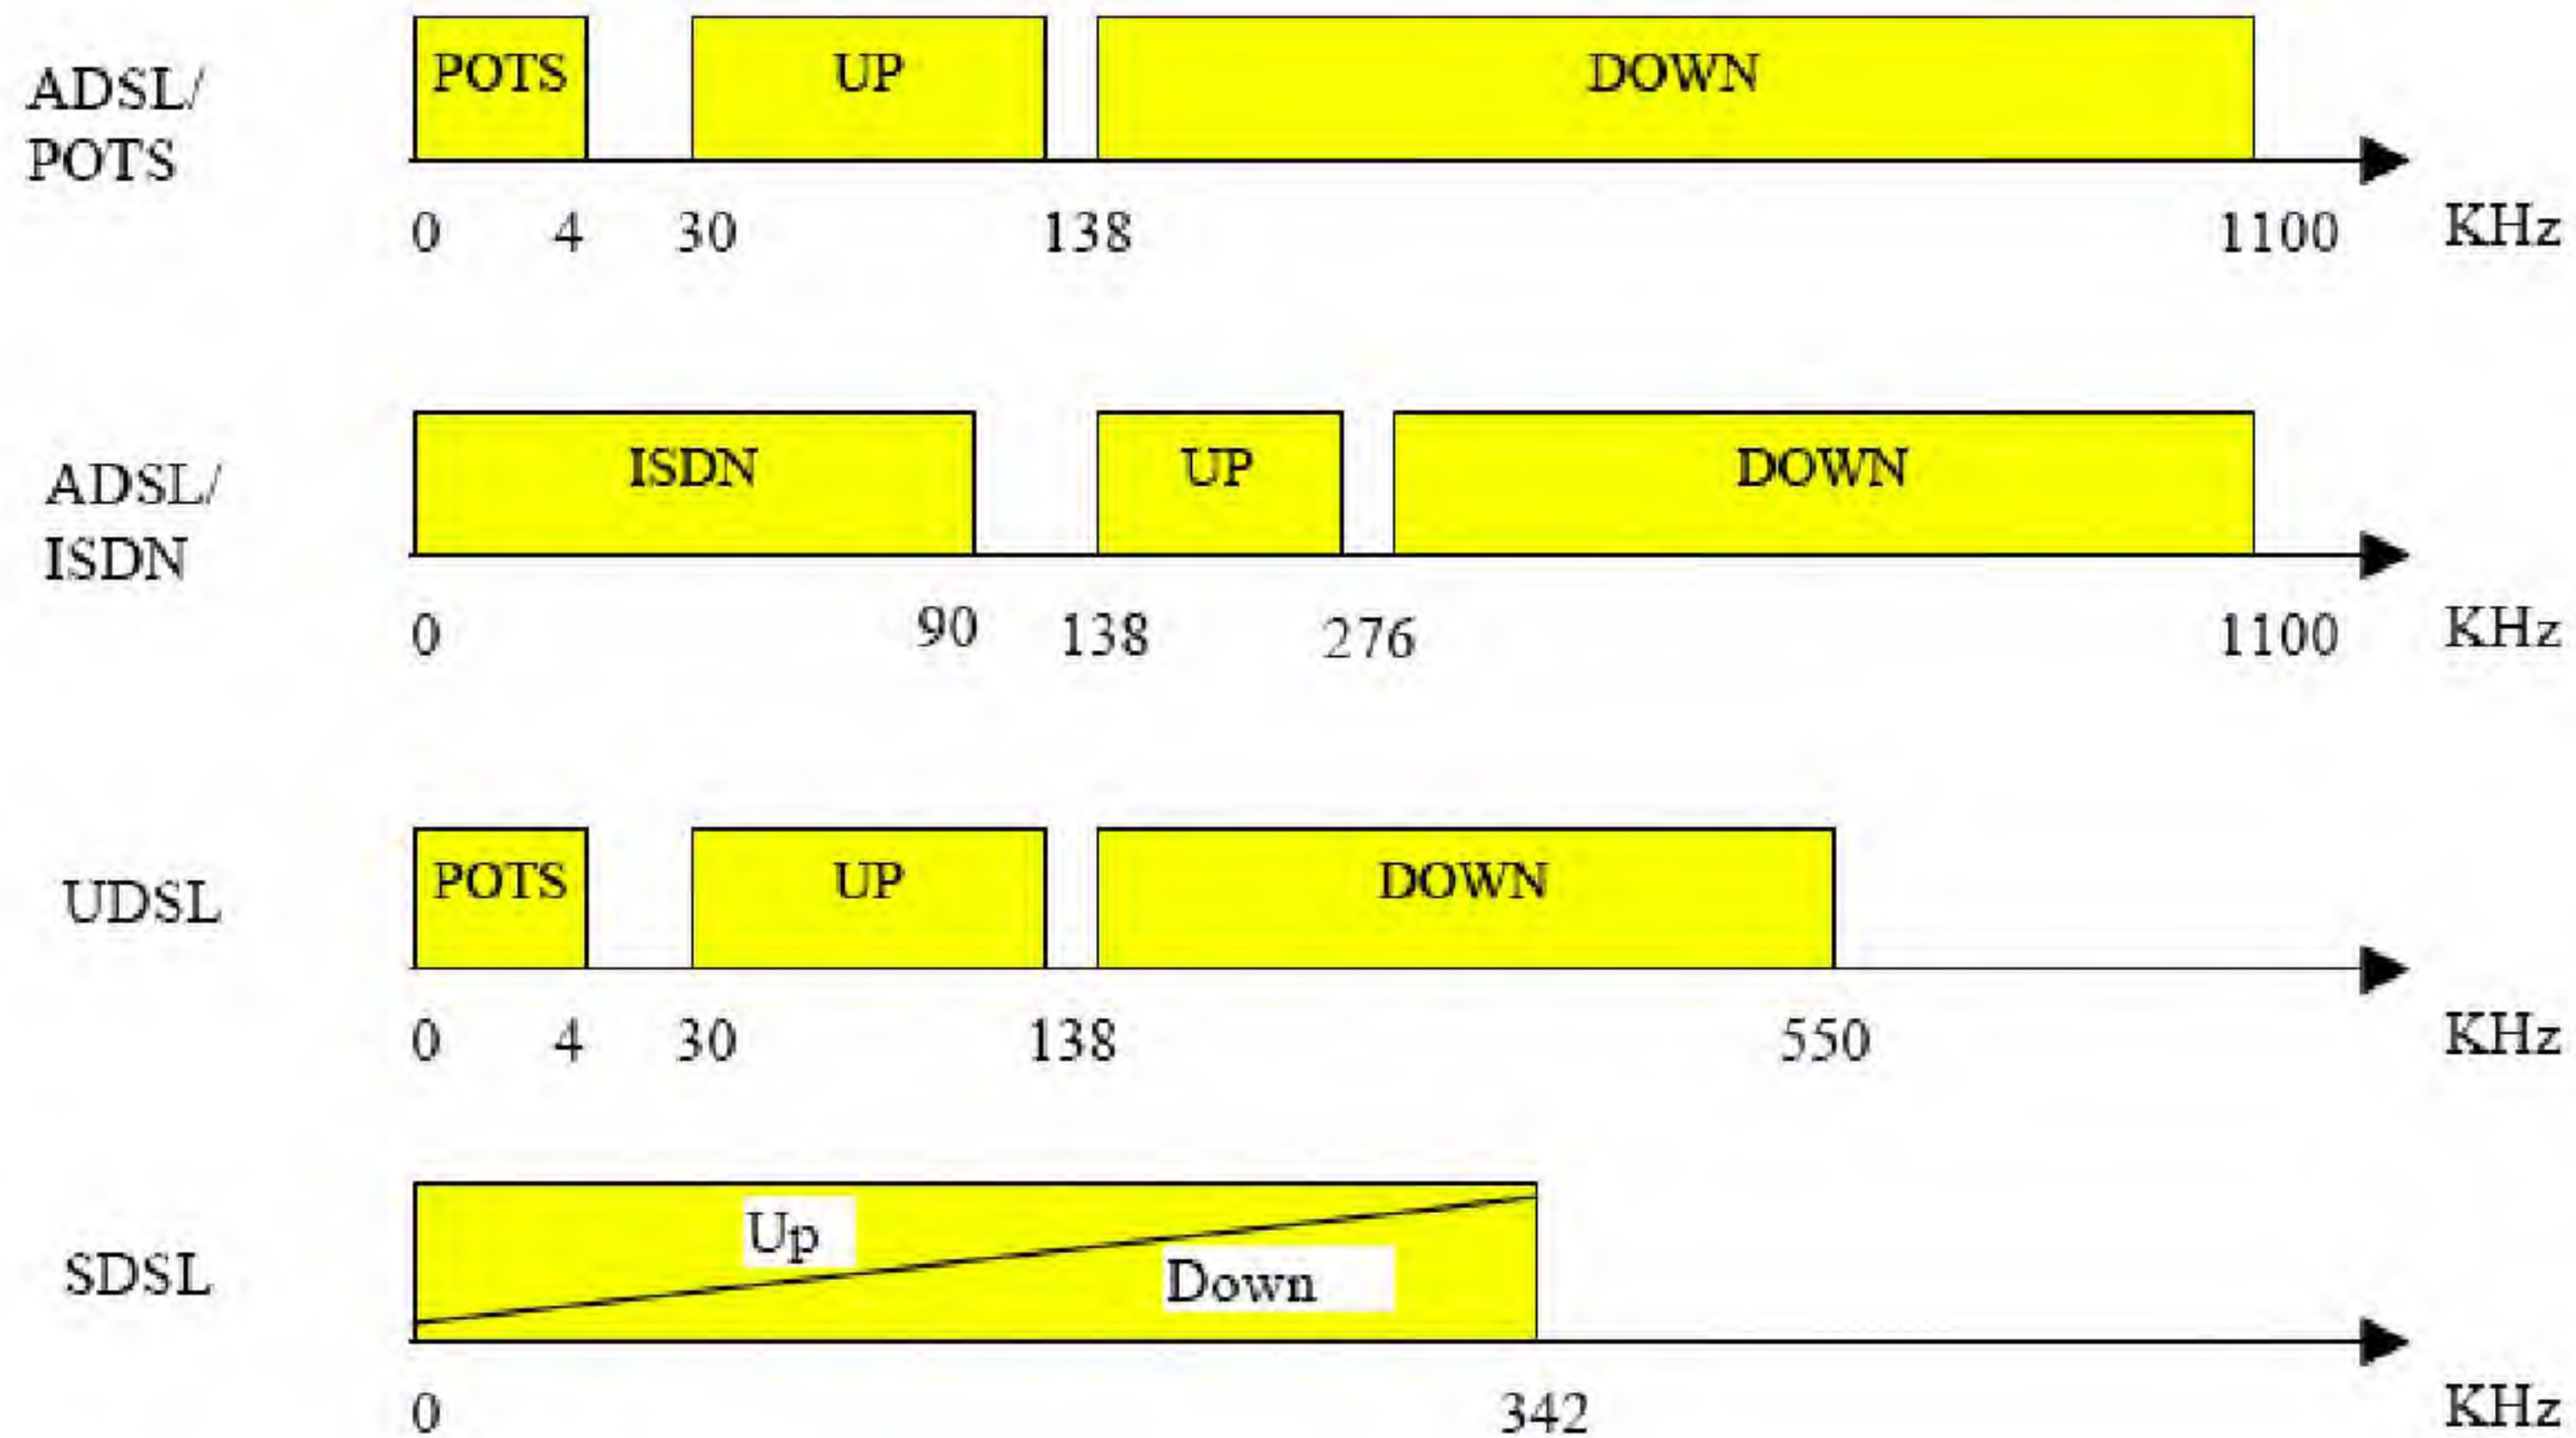 POTS UP DOWN
ADSL/
POTS
0 4 30 138 1100 KHz
ISDN UP DOWN
ADSL/
ISDN
0 90 138 276 1100 KHz
POTS UP DOWN
UDSL
0 4 30 138 550 KHz
Up
Down
SDSL
0 342 KHz